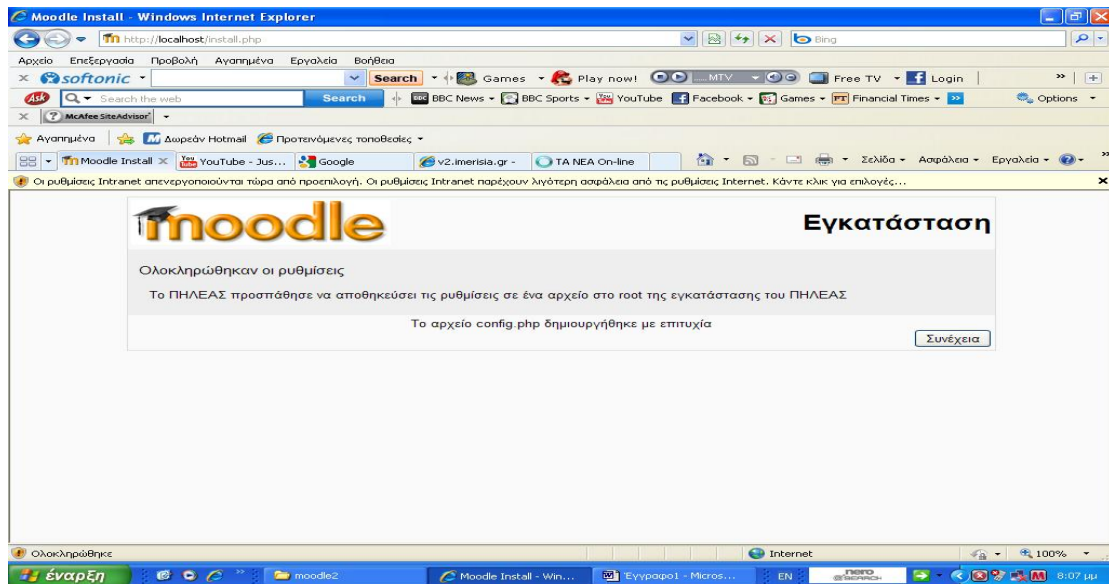 Moodle Install - Windows Internet Explorer
http://localhost/install.php Bing
Αρχείο Επεξεργασία Προβολή Αγαπημένα Εργαλεία Βοήθεια
softonic Search Games Play now! MTV Free TV Login »
Ask Search the web Search BBC News BBC Sports YouTube Facebook Games FT Financial Times » Options
McAfee SiteAdvisor
Αγαπημένα Δωρεάν Hotmail Προτεινόμενες τοποθεσίες
Moodle Install YouTube - Jus... Google v2.imerisia.gr - TA NEA On-line Σελίδα Ασφάλεια Εργαλεία »
Οι ρυθμίσεις Intranet απενεργοποιούνται τώρα από προεπιλογή. Οι ρυθμίσεις Intranet παρέχουν λιγότερη ασφάλεια από τις ρυθμίσεις Internet. Κάντε κλικ για επιλογές...
moodle Εγκατάσταση
Ολοκληρώθηκαν οι ρυθμίσεις
Το ΠΗΛΕΑΣ προσπάθησε να αποθηκεύσει τις ρυθμίσεις σε ένα αρχείο στο root της εγκατάστασης του ΠΗΛΕΑΣ
Το αρχείο config.php δημιουργήθηκε με επιτυχία
Συνέχεια
Ολοκληρώθηκε Internet 100%
έναρξη » moodle2 Moodle Install - Win... Έγγραφο1 - Micros... EN nero SEARCH 8:07 μμ